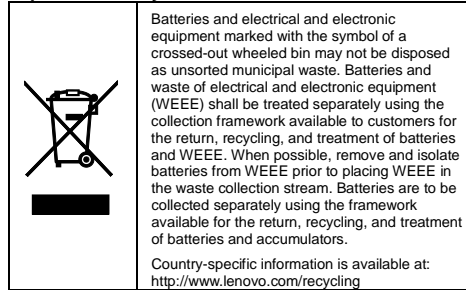 Batteries and electrical and electronic
equipment marked with the symbol of a
crossed-out wheeled bin may not be disposed
as unsorted municipal waste. Batteries and
waste of electrical and electronic equipment
(WEEE) shall be treated separately using the
collection framework available to customers for
the return, recycling, and treatment of batteries
and WEEE. When possible, remove and isolate
batteries from WEEE prior to placing WEEE in
the waste collection stream. Batteries are to be
collected separately using the framework
available for the return, recycling, and treatment
of batteries and accumulators.
Country-specific information is available at:
http://www.lenovo.com/recycling